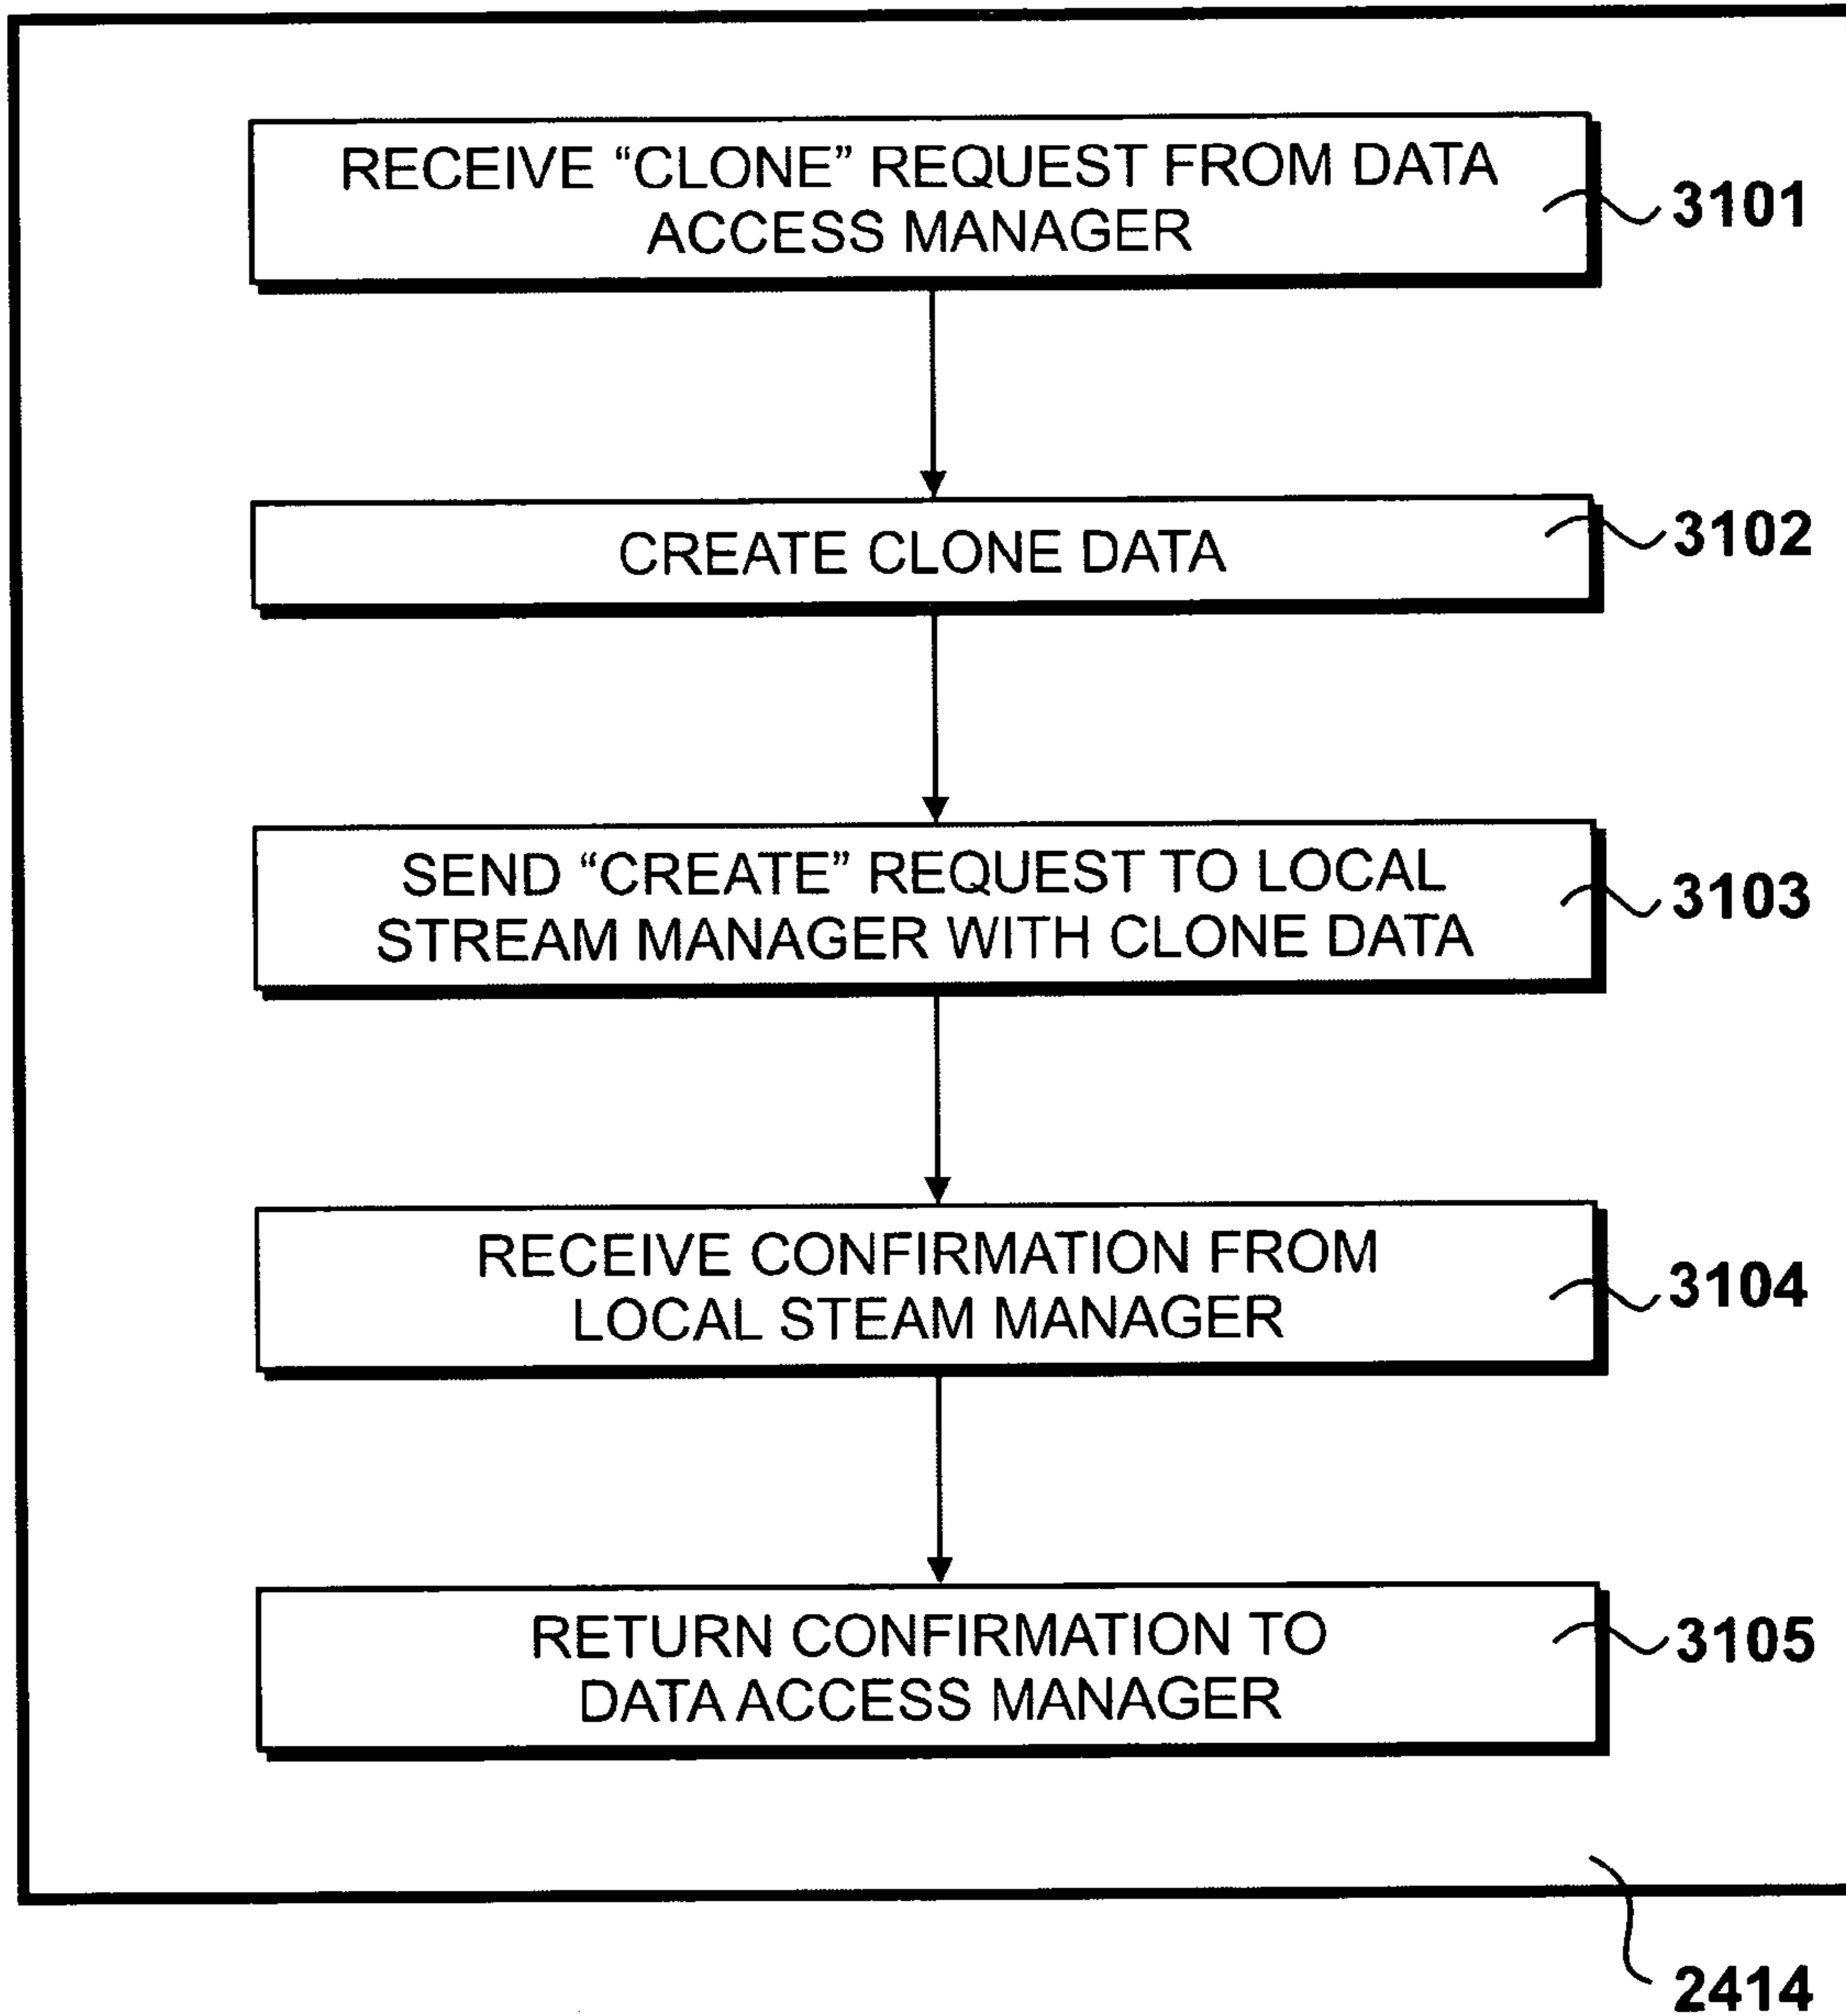 RECEIVE “CLONE” REQUEST FROM DATA
ACCESS MANAGER
3101
CREATE CLONE DATA
3102
SEND “CREATE” REQUEST TO LOCAL
STREAM MANAGER WITH CLONE DATA
3103
RECEIVE CONFIRMATION FROM
LOCAL STEAM MANAGER
3104
RETURN CONFIRMATION TO
DATA ACCESS MANAGER
3105
2414